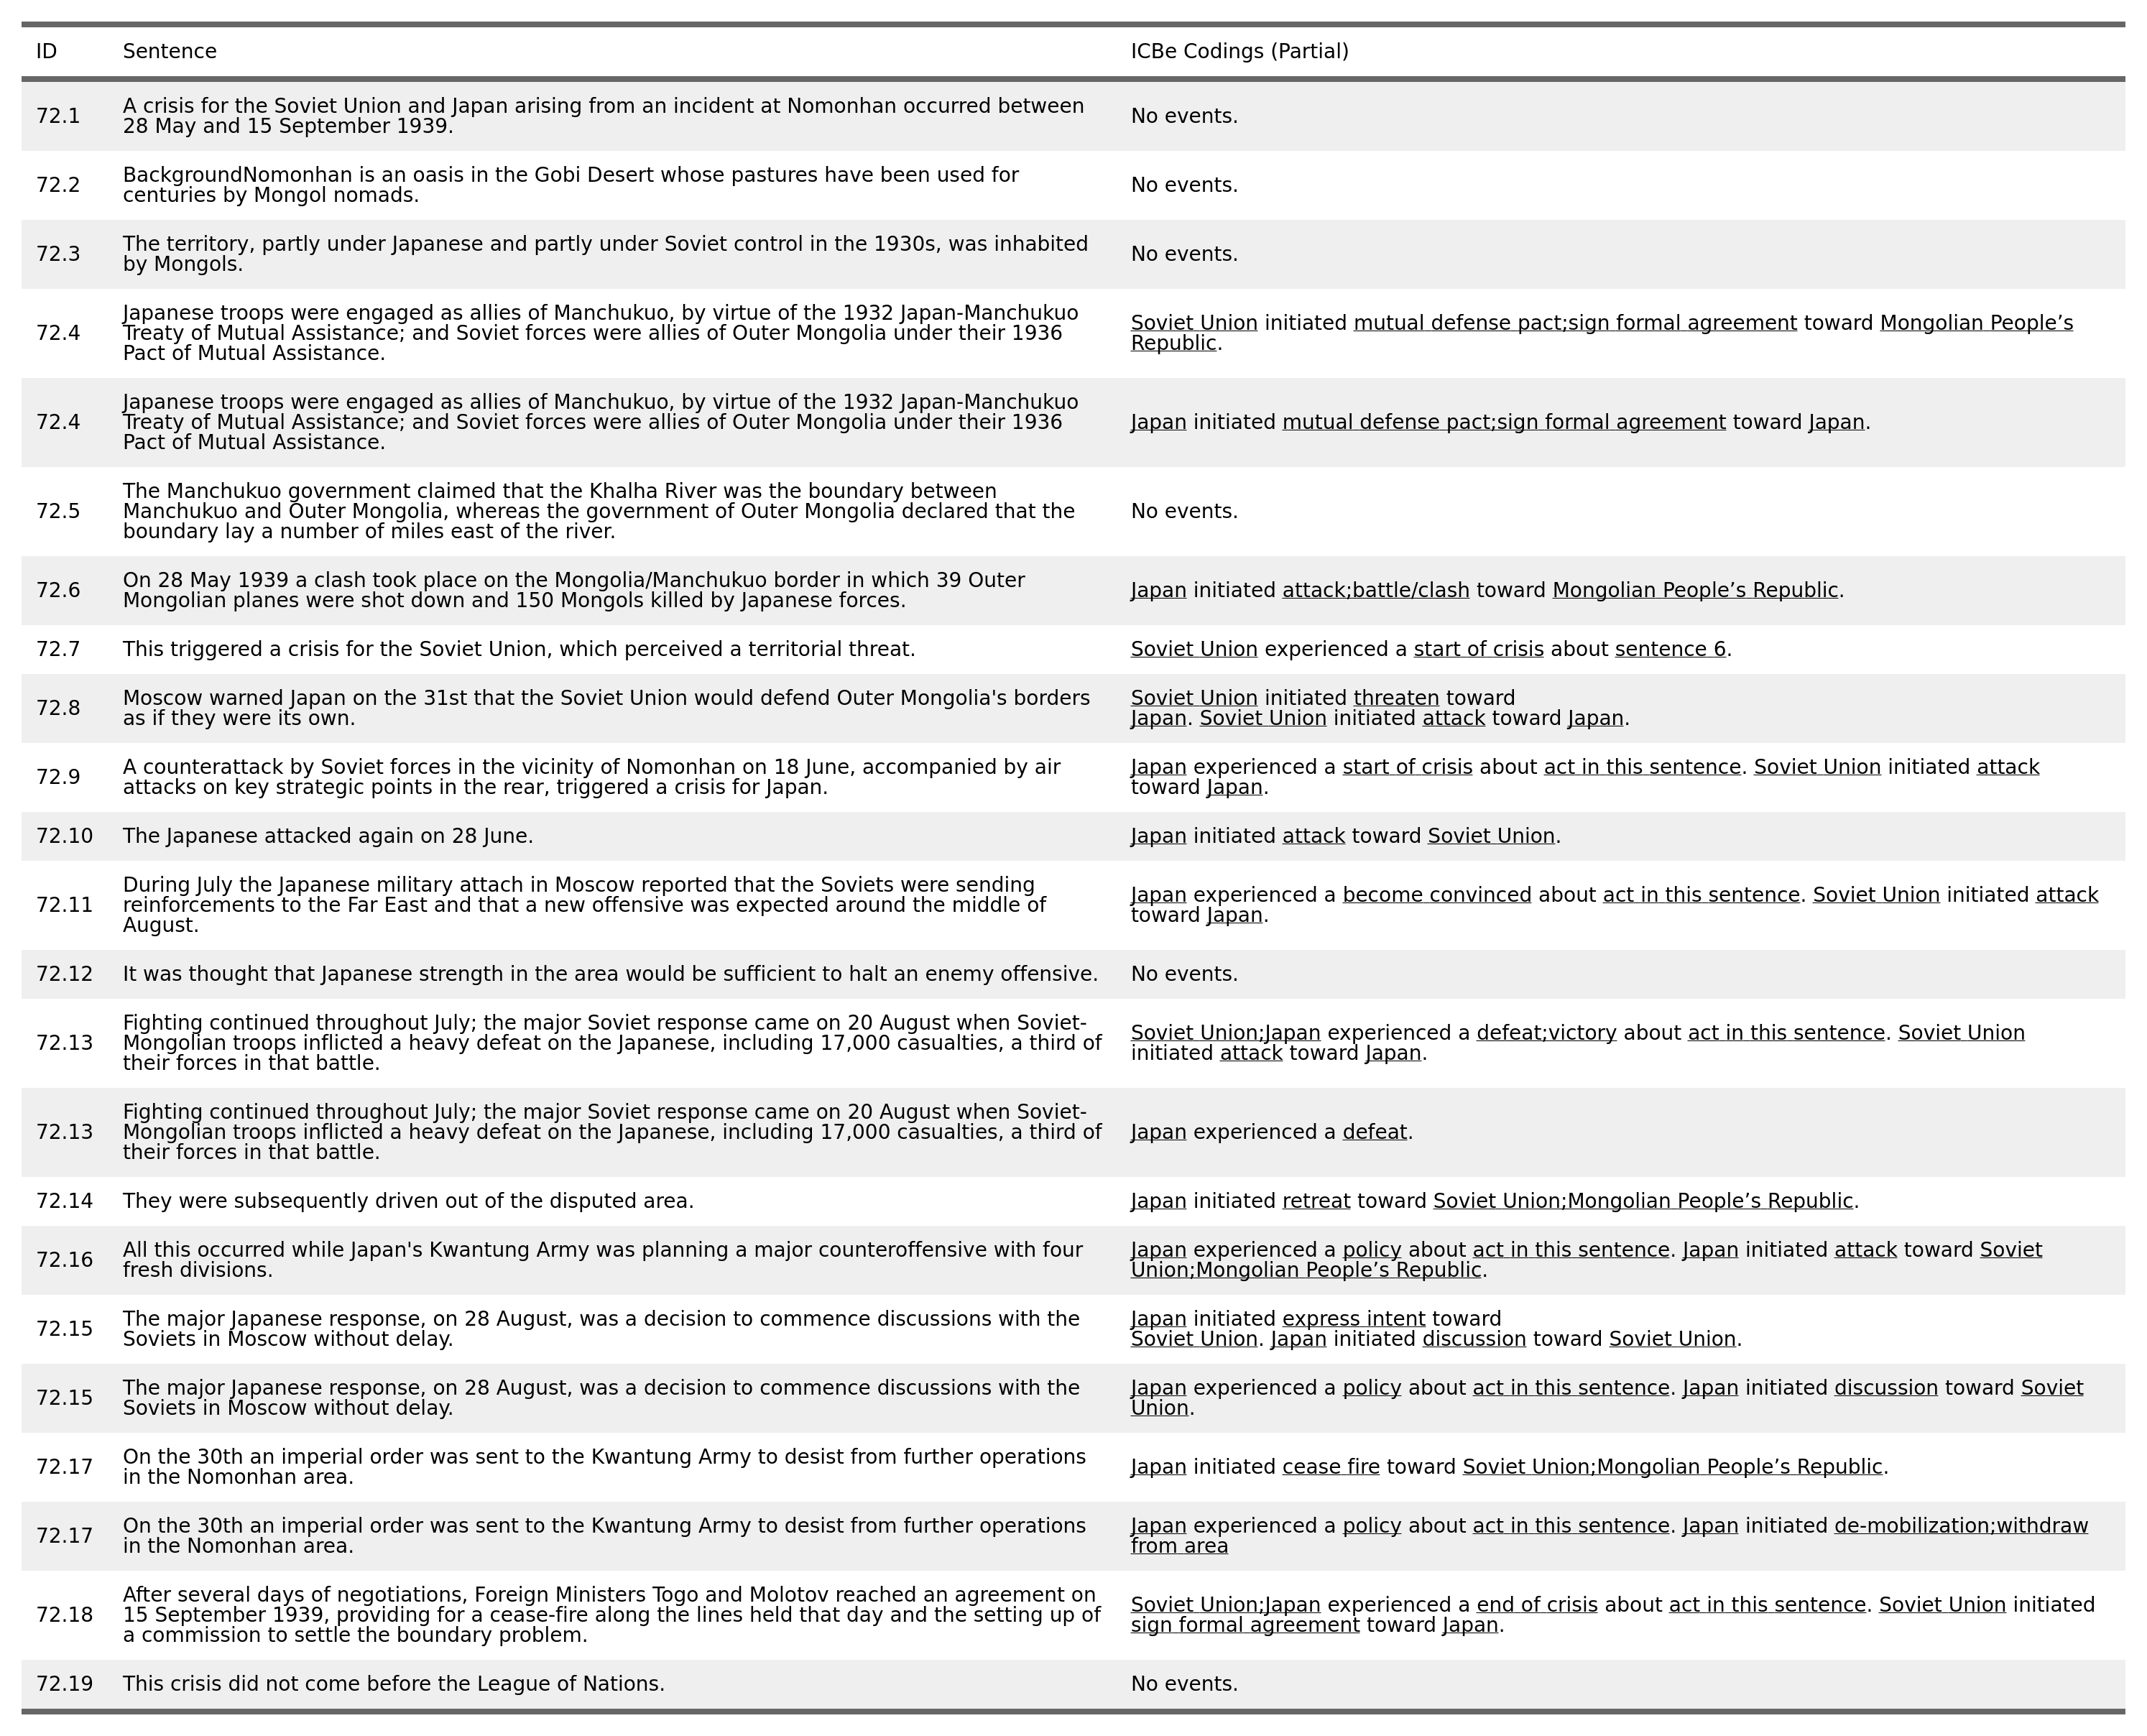 ID Sentence ICBe Codings (Partial)
72.1 A crisis for the Soviet Union and Japan arising from an incident at Nomonhan occurred between
28 May and 15 September 1939. No events.
72.2 BackgroundNomonhan is an oasis in the Gobi Desert whose pastures have been used for
centuries by Mongol nomads. No events.
72.3 The territory, partly under Japanese and partly under Soviet control in the 1930s, was inhabited
by Mongols. No events.
72.4 Japanese troops were engaged as allies of Manchukuo, by virtue of the 1932 Japan-Manchukuo
Treaty of Mutual Assistance; and Soviet forces were allies of Outer Mongolia under their 1936
Pact of Mutual Assistance.
Soviet Union initiated mutual defense pact;sign formal agreement toward Mongolian People’s
Republic.
72.4 Japanese troops were engaged as allies of Manchukuo, by virtue of the 1932 Japan-Manchukuo
Treaty of Mutual Assistance; and Soviet forces were allies of Outer Mongolia under their 1936
Pact of Mutual Assistance.
Japan initiated mutual defense pact;sign formal agreement toward Japan.
72.5 The Manchukuo government claimed that the Khalha River was the boundary between
Manchukuo and Outer Mongolia, whereas the government of Outer Mongolia declared that the
boundary lay a number of miles east of the river.
No events.
72.6 On 28 May 1939 a clash took place on the Mongolia/Manchukuo border in which 39 Outer
Mongolian planes were shot down and 150 Mongols killed by Japanese forces.
Japan initiated attack;battle/clash toward Mongolian People’s Republic.
72.7 This triggered a crisis for the Soviet Union, which perceived a territorial threat.
Soviet Union experienced a start of crisis about sentence 6.
72.8 Moscow warned Japan on the 31st that the Soviet Union would defend Outer Mongolia's borders
as if they were its own.
Soviet Union initiated threaten toward
Japan. Soviet Union initiated attack toward Japan.
72.9 A counterattack by Soviet forces in the vicinity of Nomonhan on 18 June, accompanied by air
attacks on key strategic points in the rear, triggered a crisis for Japan.
Japan experienced a start of crisis about act in this sentence. Soviet Union initiated attack
toward Japan.
72.10 The Japanese attacked again on 28 June.
Japan initiated attack toward Soviet Union.
72.11 During July the Japanese military attach in Moscow reported that the Soviets were sending
reinforcements to the Far East and that a new offensive was expected around the middle of
August.
Japan experienced a become convinced about act in this sentence. Soviet Union initiated attack
toward Japan.
72.12 It was thought that Japanese strength in the area would be sufficient to halt an enemy offensive.
No events.
72.13 Fighting continued throughout July; the major Soviet response came on 20 August when Soviet-
Mongolian troops inflicted a heavy defeat on the Japanese, including 17,000 casualties, a third of
their forces in that battle.
Soviet Union;Japan experienced a defeat;victory about act in this sentence. Soviet Union
initiated attack toward Japan.
72.13 Fighting continued throughout July; the major Soviet response came on 20 August when Soviet-
Mongolian troops inflicted a heavy defeat on the Japanese, including 17,000 casualties, a third of
their forces in that battle.
Japan experienced a defeat.
72.14 They were subsequently driven out of the disputed area.
Japan initiated retreat toward Soviet Union;Mongolian People’s Republic.
72.16 All this occurred while Japan's Kwantung Army was planning a major counteroffensive with four
fresh divisions.
Japan experienced a policy about act in this sentence. Japan initiated attack toward Soviet
Union;Mongolian People’s Republic.
72.15 The major Japanese response, on 28 August, was a decision to commence discussions with the
Soviets in Moscow without delay.
Japan initiated express intent toward
Soviet Union. Japan initiated discussion toward Soviet Union.
72.15 The major Japanese response, on 28 August, was a decision to commence discussions with the
Soviets in Moscow without delay.
Japan experienced a policy about act in this sentence. Japan initiated discussion toward Soviet
Union.
72.17 On the 30th an imperial order was sent to the Kwantung Army to desist from further operations
in the Nomonhan area.
Japan initiated cease fire toward Soviet Union;Mongolian People’s Republic.
72.17 On the 30th an imperial order was sent to the Kwantung Army to desist from further operations
in the Nomonhan area.
Japan experienced a policy about act in this sentence. Japan initiated de-mobilization;withdraw
from area
72.18 After several days of negotiations, Foreign Ministers Togo and Molotov reached an agreement on
15 September 1939, providing for a cease-fire along the lines held that day and the setting up of
a commission to settle the boundary problem.
Soviet Union;Japan experienced a end of crisis about act in this sentence. Soviet Union initiated
sign formal agreement toward Japan.
72.19 This crisis did not come before the League of Nations.
No events.